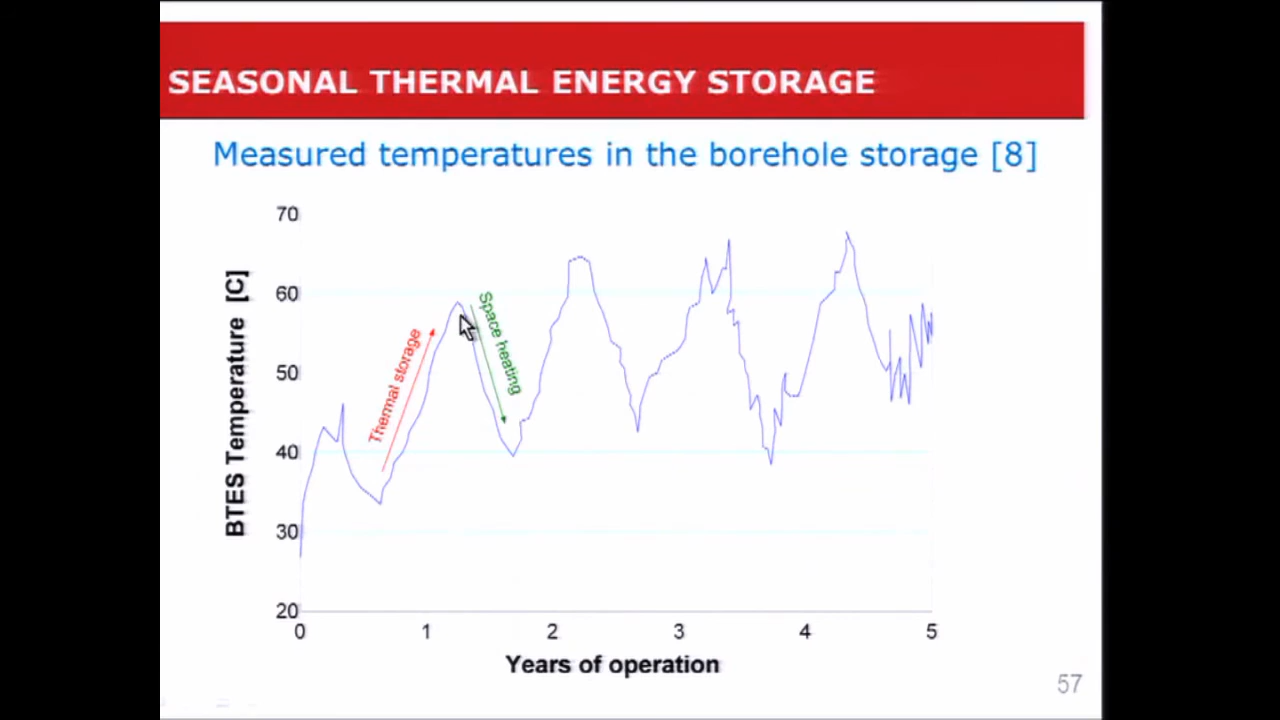 SEASONAL THERMAL ENERGY STORAGE
Measured temperatures in the borehole storage [8]
70
60
50
40
30
20
BTES Temperature [C]
Thermal storage
Space heating
0 1 2 3 4 5
Years of operation
57